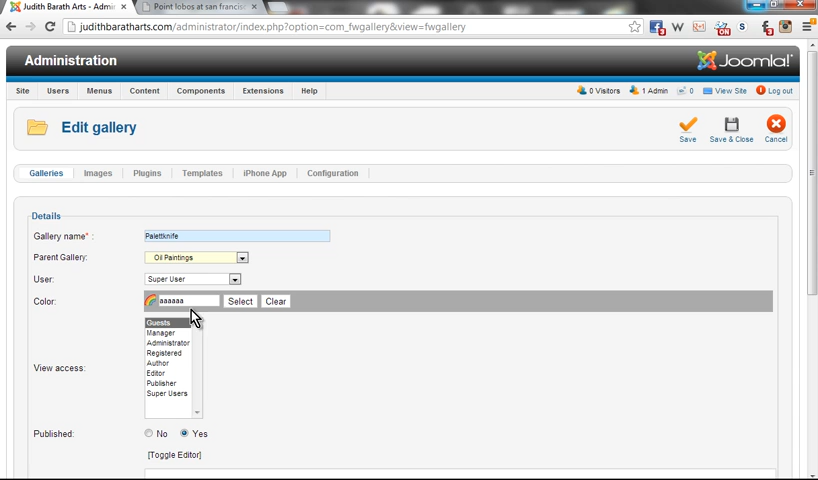 Judith Barath Arts - Admi
Point lobos at san francis
judithbaratharts.com/administrator/index.php?option=com_fwgallery&view=fwgallery
Administration
Joomla!
Site Users Menus Content Components Extensions Help
0 Visitors 1 Admin 0 View Site Log out
Edit gallery
Save Save & Close Cancel
Galleries Images Plugins Templates iPhone App Configuration
Details
Gallery name* : Palettknife
Parent Gallery: Oil Paintings
User: Super User
Color: aaaaaa Select Clear
Guests
Manager
Administrator
Registered
Author
View access:
Editor
Publisher
Super Users
Published: No Yes
[Toggle Editor]